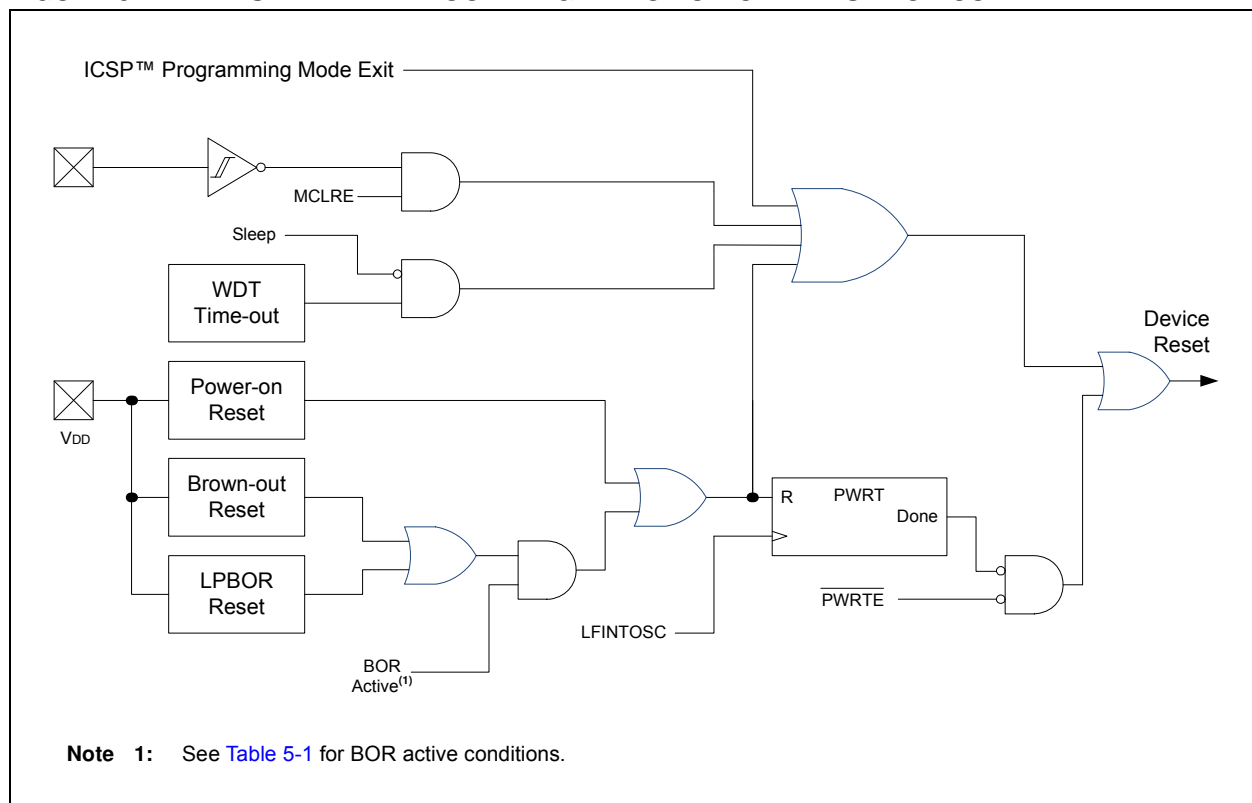 ICSP™ Programming Mode Exit
MCLRE
Sleep
WDT
Time-out
Device
Reset
Power-on
Reset
VDD
Brown-out
Reset
R
PWRT
Done
LPBOR
Reset
PWRTE
LFINTOSC
BOR
Active(1)
Note 1: See Table 5-1 for BOR active conditions.